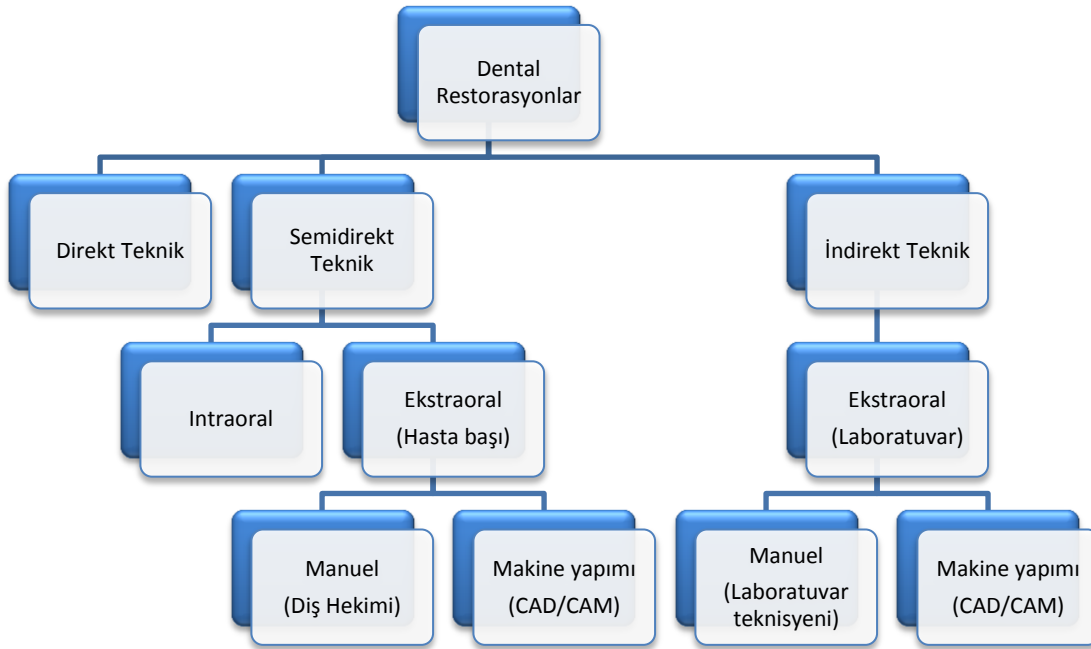 Dental
Restorasyonlar
Direkt Teknik
Semidirekt
Teknik
İndirekt Teknik
Intraoral
Ekstraoral
(Hasta başı)
Ekstraoral
(Laboratuvar)
Manuel
(Diş Hekimi)
Makine yapımı
(CAD/CAM)
Manuel
(Laboratuvar
teknisyeni)
Makine yapımı
(CAD/CAM)